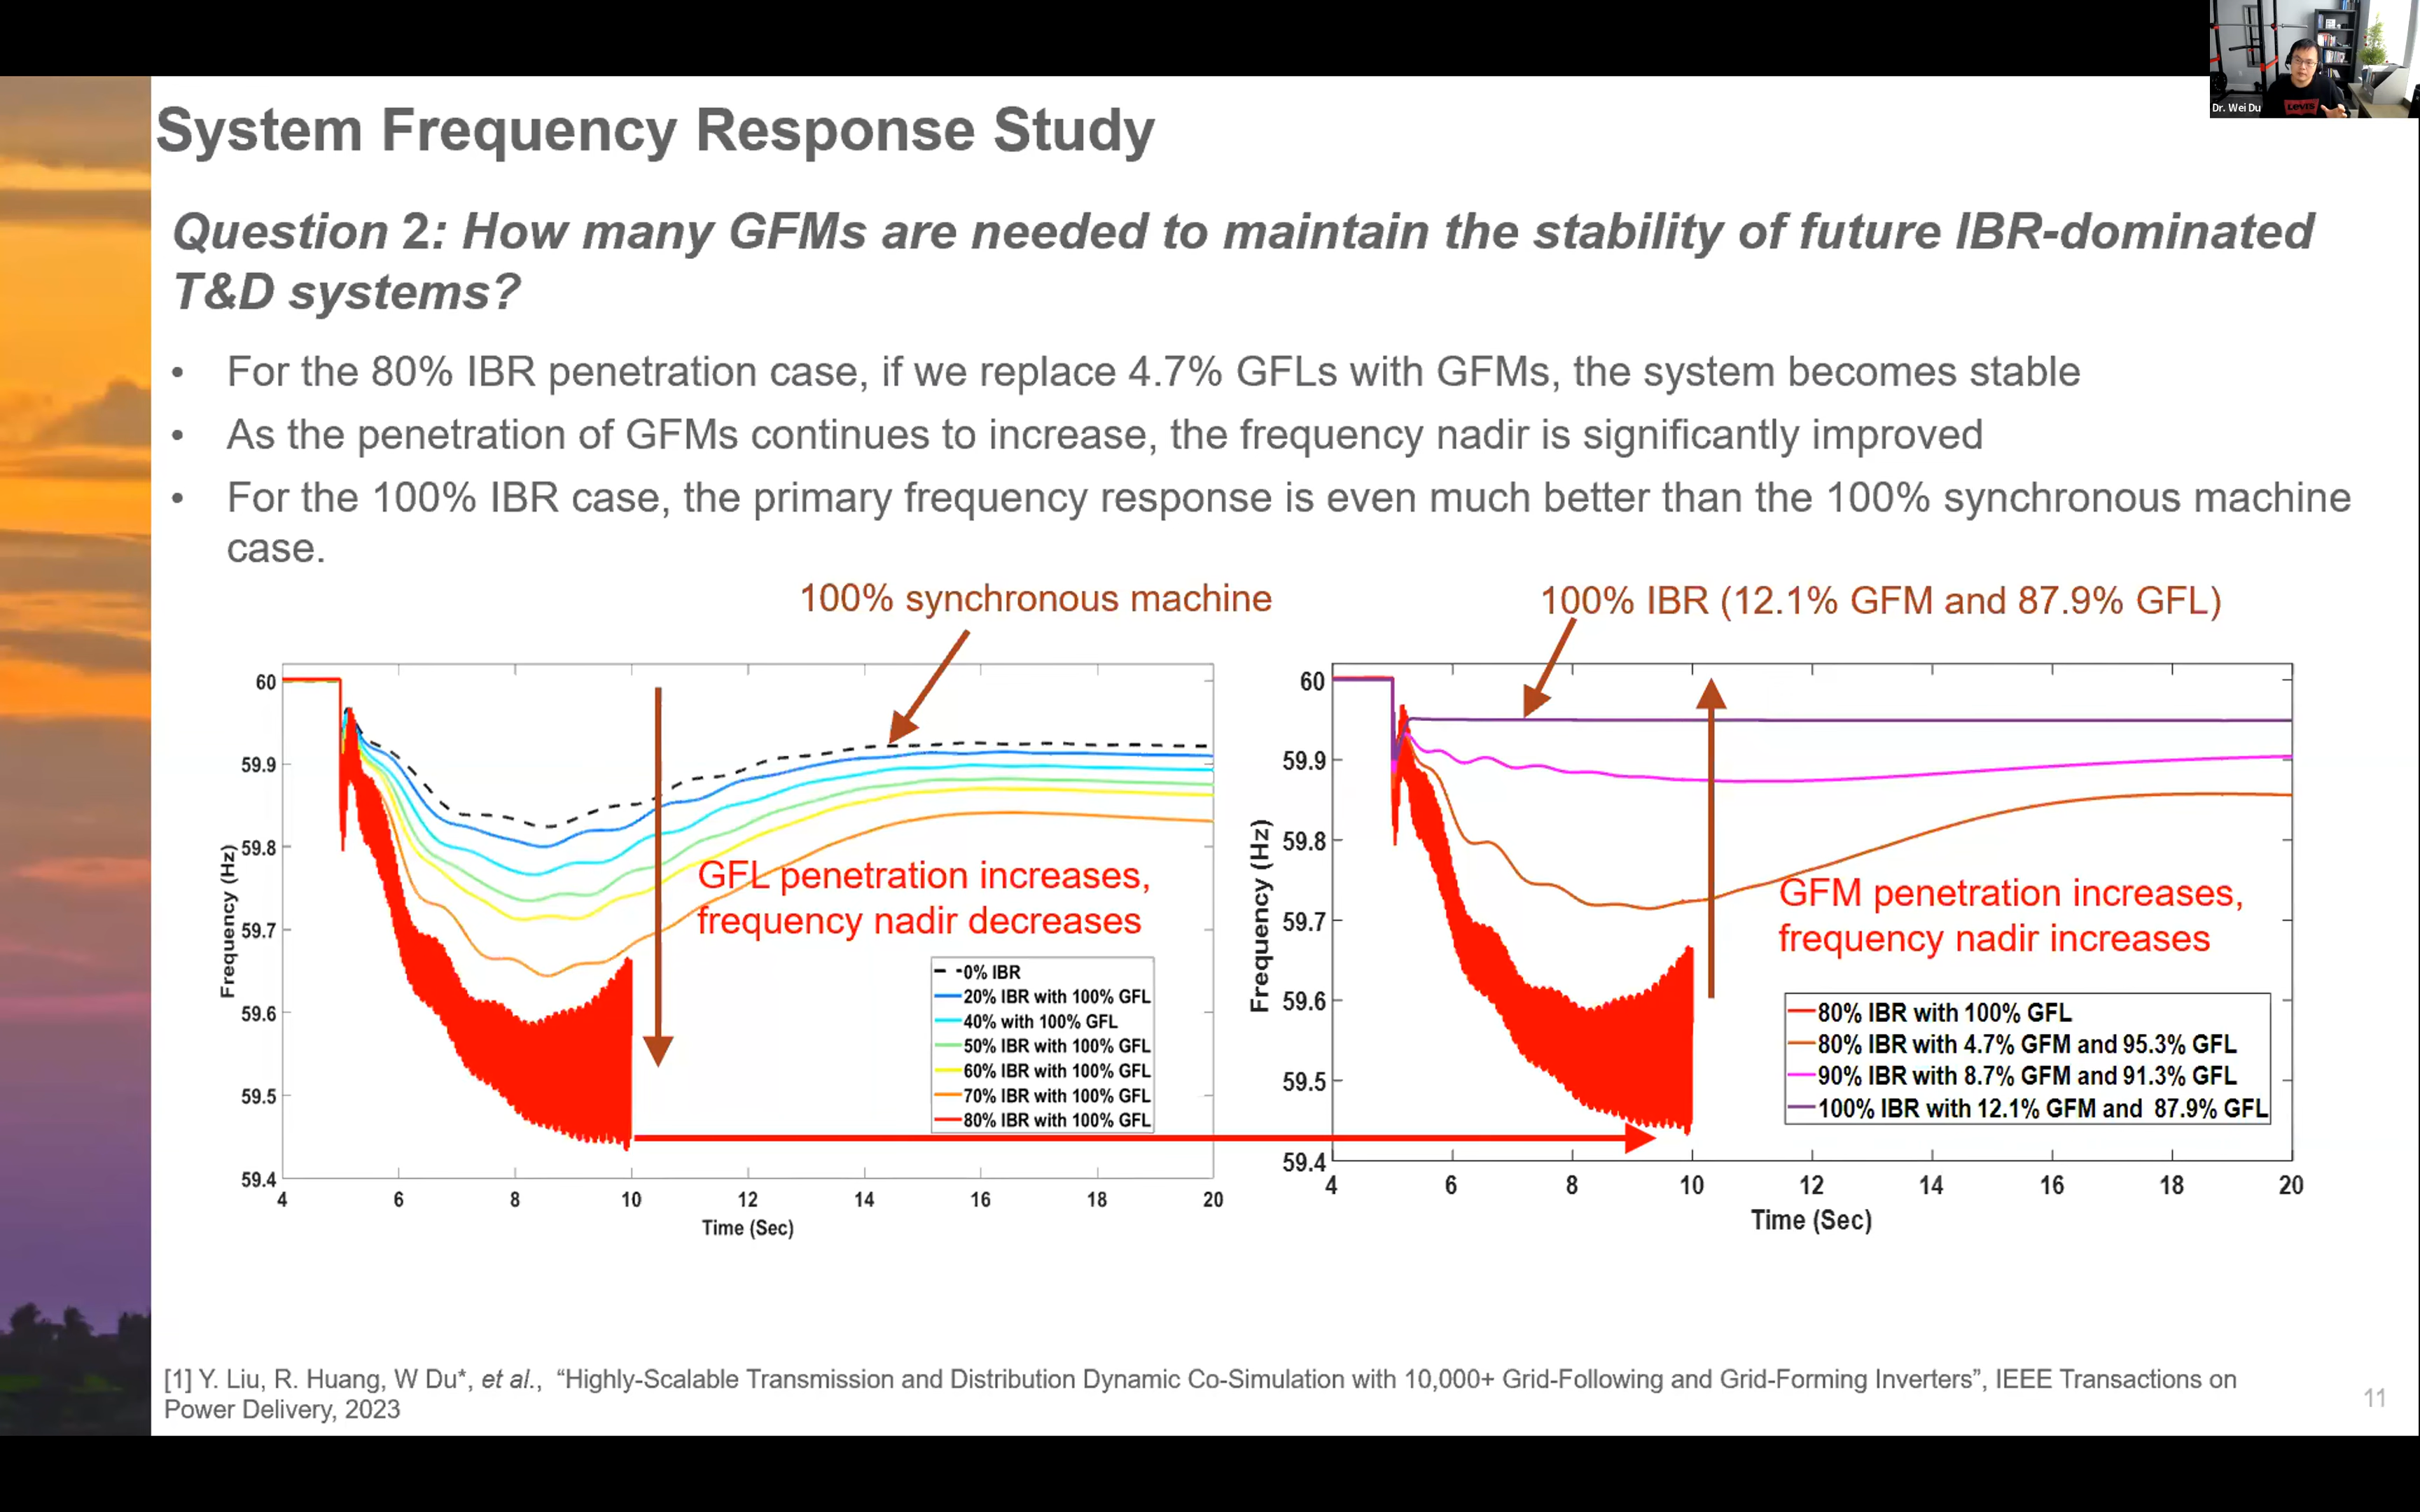 Dr. Wei Du
Levi's
System Frequency Response Study
Question 2: How many GFMs are needed to maintain the stability of future IBR-dominated
T&D systems?
• For the 80% IBR penetration case, if we replace 4.7% GFLs with GFMs, the system becomes stable
• As the penetration of GFMs continues to increase, the frequency nadir is significantly improved
• For the 100% IBR case, the primary frequency response is even much better than the 100% synchronous machine
case.
100% synchronous machine
60
59.9
59.8
59.7
59.6
59.5
59.4
Frequency (Hz)
4 6 8 10 12 14 16 18 20
Time (Sec)
GFL penetration increases,
frequency nadir decreases
0% IBR
20% IBR with 100% GFL
40% with 100% GFL
50% IBR with 100% GFL
60% IBR with 100% GFL
70% IBR with 100% GFL
80% IBR with 100% GFL
100% IBR (12.1% GFM and 87.9% GFL)
60
59.9
59.8
59.7
59.6
59.5
59.4
Frequency (Hz)
4 6 8 10 12 14 16 18 20
Time (Sec)
GFM penetration increases,
frequency nadir increases
80% IBR with 100% GFL
80% IBR with 4.7% GFM and 95.3% GFL
90% IBR with 8.7% GFM and 91.3% GFL
100% IBR with 12.1% GFM and 87.9% GFL
[1] Y. Liu, R. Huang, W Du*, et al., “Highly-Scalable Transmission and Distribution Dynamic Co-Simulation with 10,000+ Grid-Following and Grid-Forming Inverters”, IEEE Transactions on
Power Delivery, 2023
11